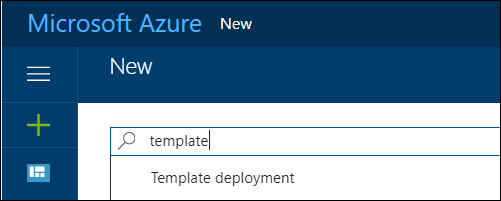 Microsoft Azure New
New
template
Template deployment